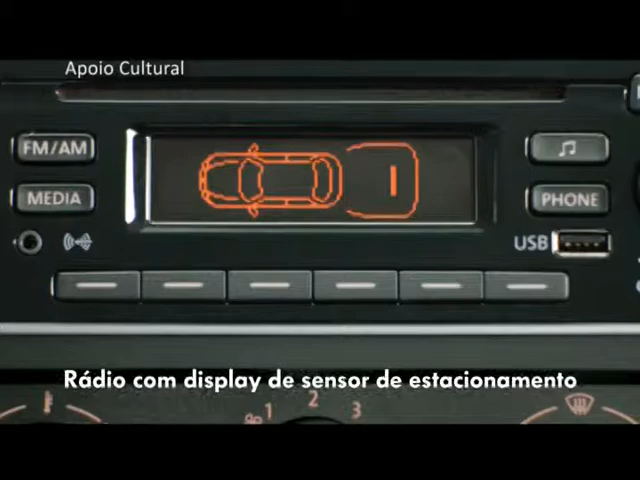 Apoio Cultural
FM/AM
MEDIA
PHONE
USB
Rádio com display de sensor de estacionamento
1 2 3